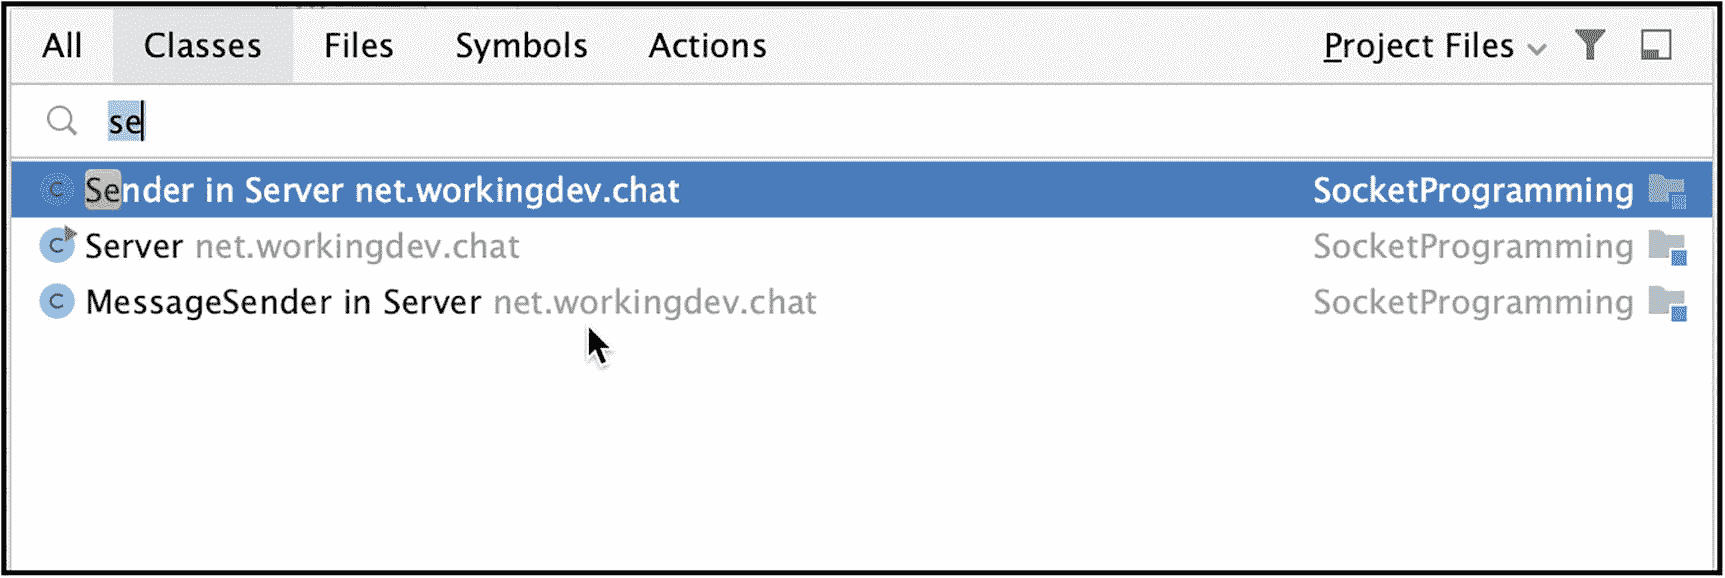 All Classes Files Symbols Actions Project Files
se
C Sender in Server net.workingdev.chat SocketProgramming
C Server net.workingdev.chat SocketProgramming
C MessageSender in Server net.workingdev.chat SocketProgramming